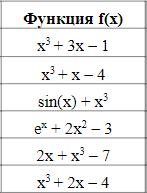 Функция f(x)
x³ + 3x – 1
x³ + x – 4
sin(x) + x³
eˣ + 2x² – 3
2x + x³ – 7
x³ + 2x – 4